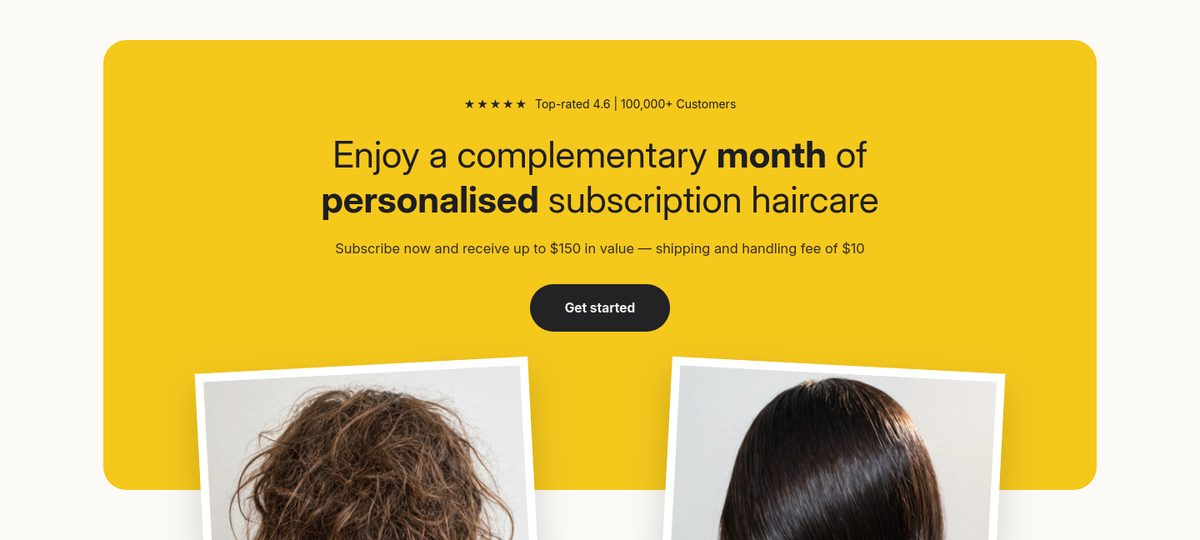 ★★★★★ Top-rated 4.6 | 100,000+ Customers
Enjoy a complementary month of
personalised subscription haircare
Subscribe now and receive up to $150 in value — shipping and handling fee of $10
Get started